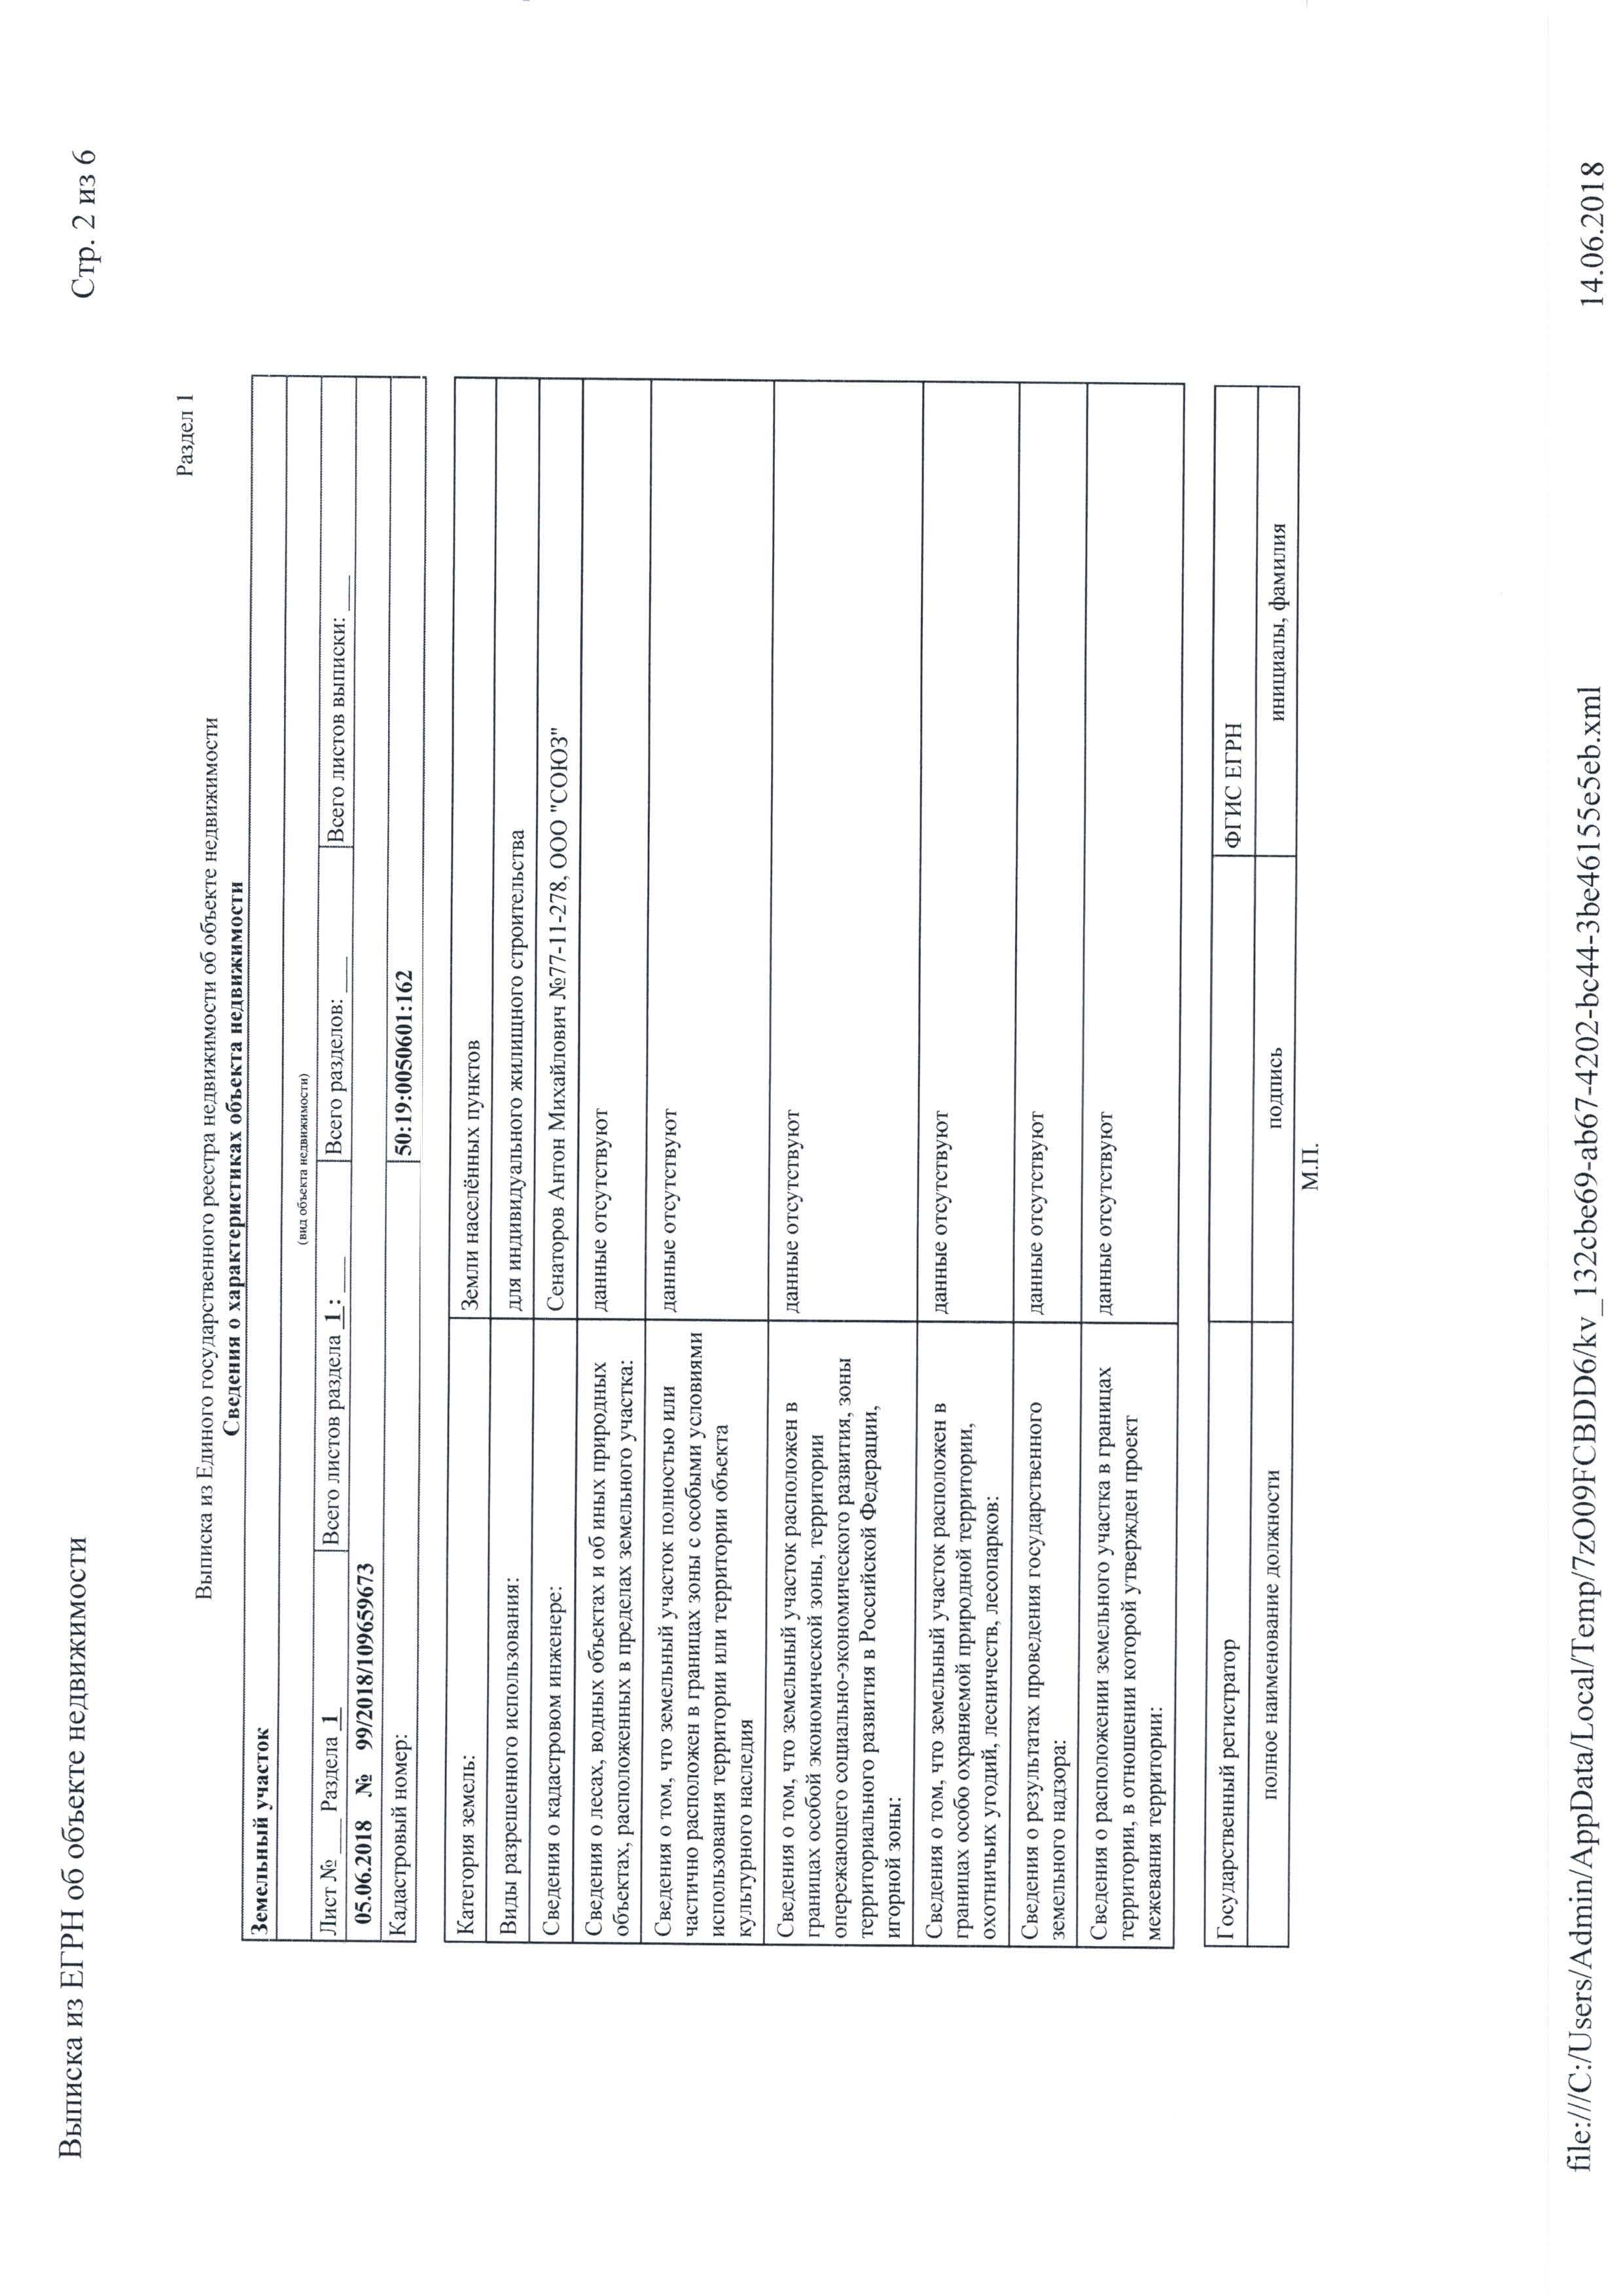 Выписка из ЕГРН об объекте недвижимости
Стр. 2 из 6
Раздел 1
Выписка из Единого государственного реестра недвижимости об объекте недвижимости
Сведения о характеристиках объекта недвижимости
Земельный участок
(вид объекта недвижимости)
Лист № ___ Раздела 1
Всего листов раздела 1 : ___
Всего разделов: ___
Всего листов выписки: ___
05.06.2018 № 99/2018/109659673
Кадастровый номер:
50:19:0050601:162
Категория земель:
Земли населённых пунктов
Виды разрешенного использования:
для индивидуального жилищного строительства
Сведения о кадастровом инженере:
Сенаторов Антон Михайлович №77-11-278, ООО "СОЮЗ"
Сведения о лесах, водных объектах и об иных природных
объектах, расположенных в пределах земельного участка:
данные отсутствуют
Сведения о том, что земельный участок полностью или
частично расположен в границах зоны с особыми условиями
использования территории или территории объекта
культурного наследия
данные отсутствуют
Сведения о том, что земельный участок расположен в
границах особой экономической зоны, территории
опережающего социально-экономического развития, зоны
территориального развития в Российской Федерации,
игорной зоны:
данные отсутствуют
Сведения о том, что земельный участок расположен в
границах особо охраняемой природной территории,
охотничьих угодий, лесничеств, лесопарков:
данные отсутствуют
Сведения о результатах проведения государственного
земельного надзора:
данные отсутствуют
Сведения о расположении земельного участка в границах
территории, в отношении которой утвержден проект
межевания территории:
данные отсутствуют
Государственный регистратор
ФГИС ЕГРН
полное наименование должности
подпись
инициалы, фамилия
М.П.
file:///C:/Users/Admin/AppData/Local/Temp/7zO09FCBDD6/kv_132cbe69-ab67-4202-bc44-3be46155e5eb.xml
14.06.2018